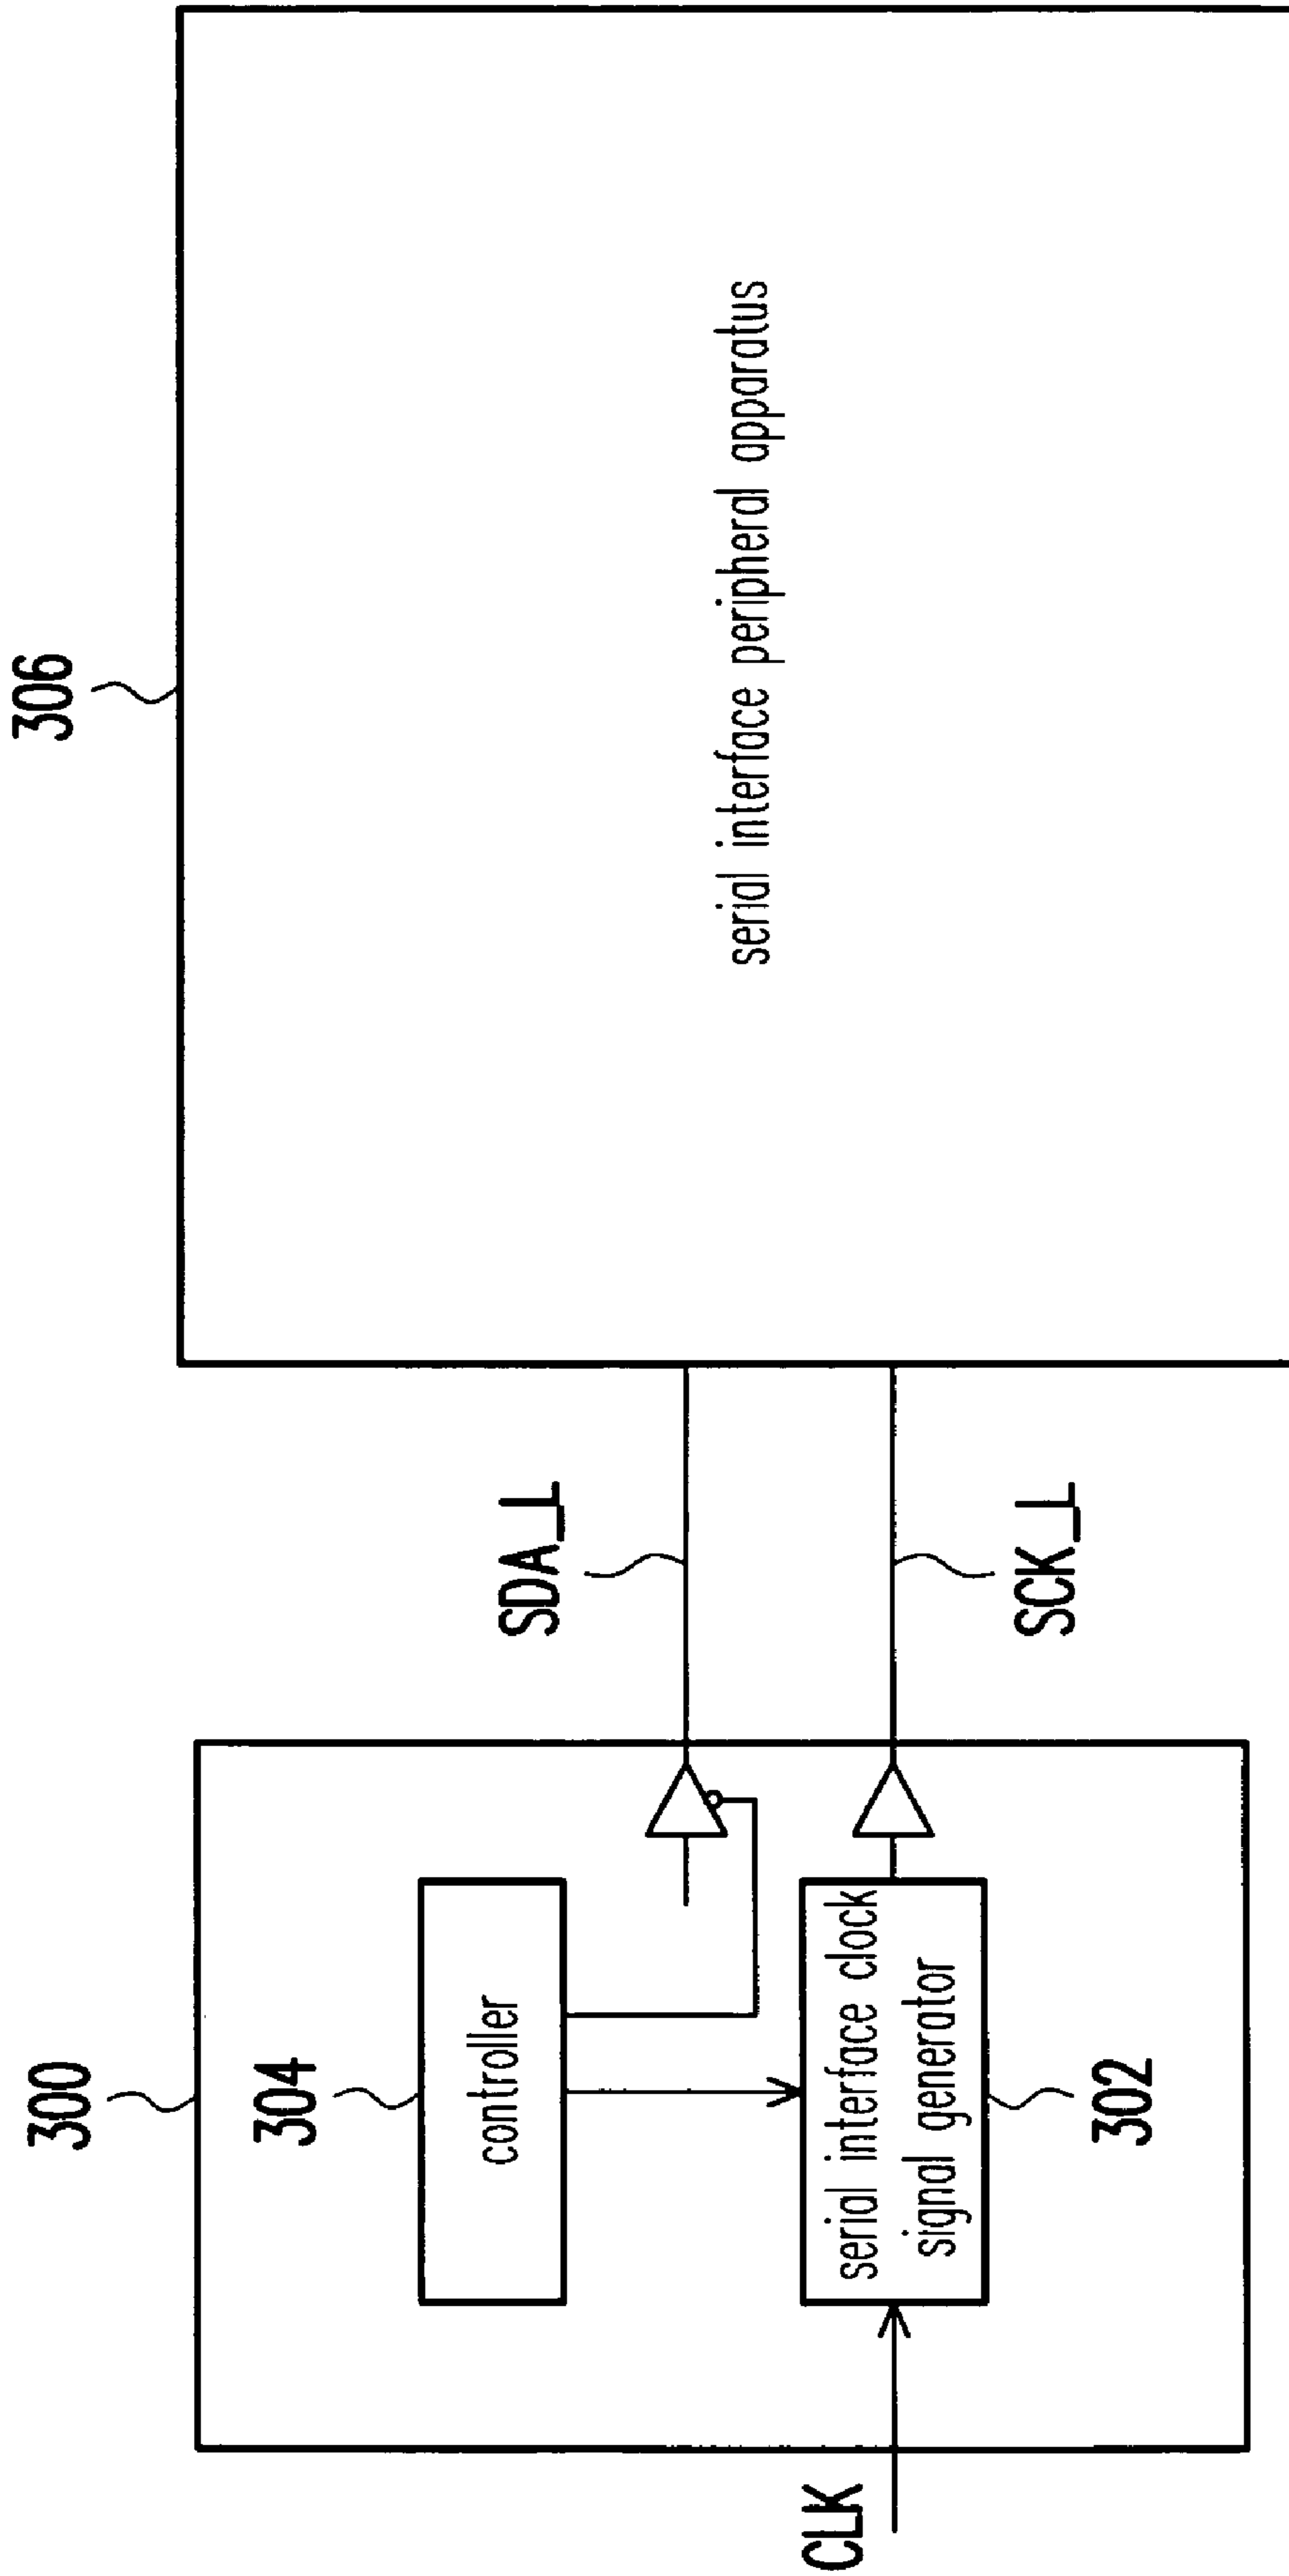 300
306
304
controller
SDA_L
serial interface peripheral apparatus
serial interface clock
signal generator
SCK_L
CLK
302